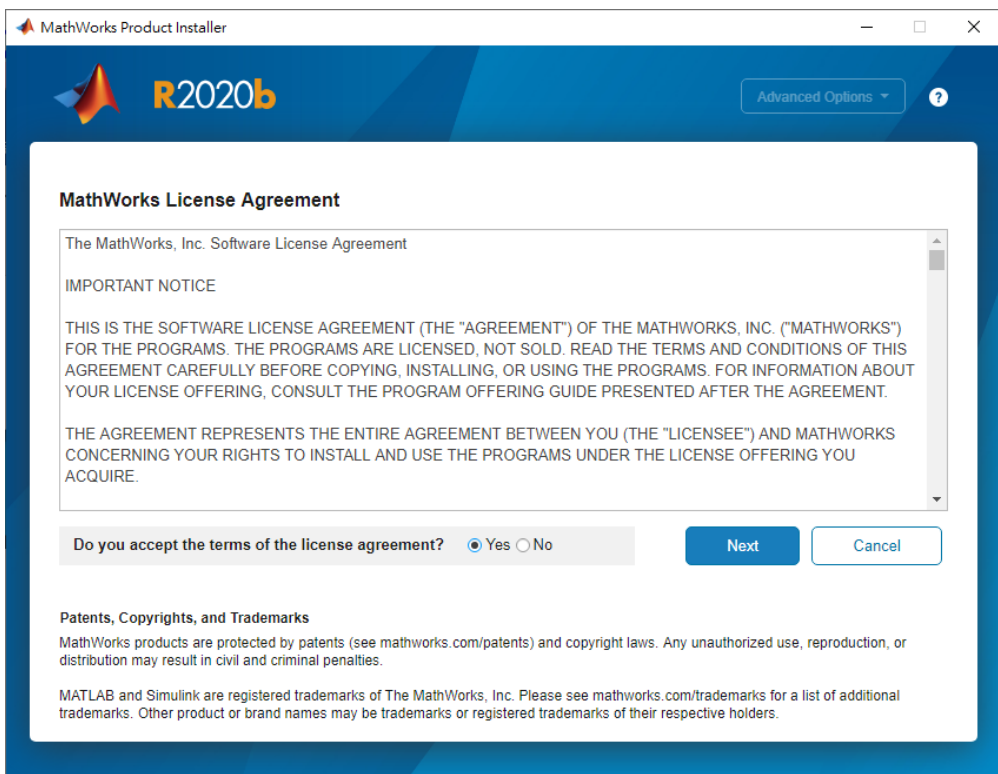 MathWorks Product Installer
R2020b
Advanced Options
?
MathWorks License Agreement
The MathWorks, Inc. Software License Agreement
IMPORTANT NOTICE
THIS IS THE SOFTWARE LICENSE AGREEMENT (THE "AGREEMENT") OF THE MATHWORKS, INC. ("MATHWORKS")
FOR THE PROGRAMS. THE PROGRAMS ARE LICENSED, NOT SOLD. READ THE TERMS AND CONDITIONS OF THIS
AGREEMENT CAREFULLY BEFORE COPYING, INSTALLING, OR USING THE PROGRAMS. FOR INFORMATION ABOUT
YOUR LICENSE OFFERING, CONSULT THE PROGRAM OFFERING GUIDE PRESENTED AFTER THE AGREEMENT.
THE AGREEMENT REPRESENTS THE ENTIRE AGREEMENT BETWEEN YOU (THE "LICENSEE") AND MATHWORKS
CONCERNING YOUR RIGHTS TO INSTALL AND USE THE PROGRAMS UNDER THE LICENSE OFFERING YOU
ACQUIRE.
Do you accept the terms of the license agreement? Yes No
Next
Cancel
Patents, Copyrights, and Trademarks
MathWorks products are protected by patents (see mathworks.com/patents) and copyright laws. Any unauthorized use, reproduction, or
distribution may result in civil and criminal penalties.
MATLAB and Simulink are registered trademarks of The MathWorks, Inc. Please see mathworks.com/trademarks for a list of additional
trademarks. Other product or brand names may be trademarks or registered trademarks of their respective holders.